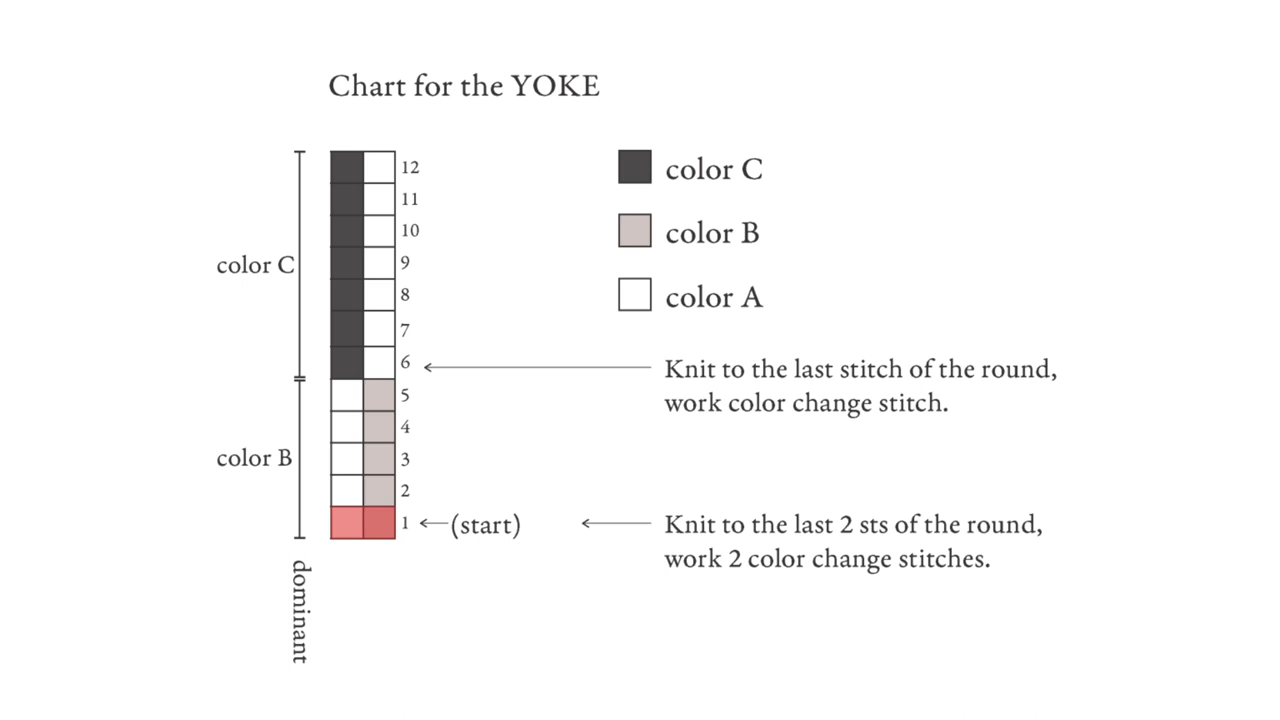 Chart for the YOKE
12
11
10
9
8
7
6
5
4
3
2
1
(start)
color C
color B
dominant
color C
color B
color A
Knit to the last stitch of the round,
work color change stitch.
Knit to the last 2 sts of the round,
work 2 color change stitches.